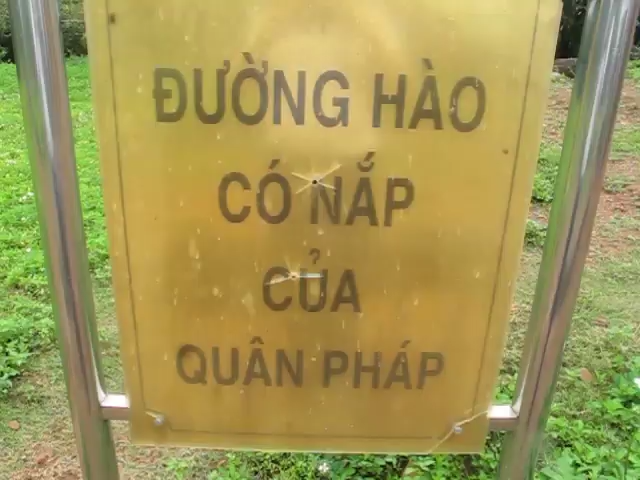 ĐƯỜNG HÀO
CÓ NẮP
CỦA
QUÂN PHÁP